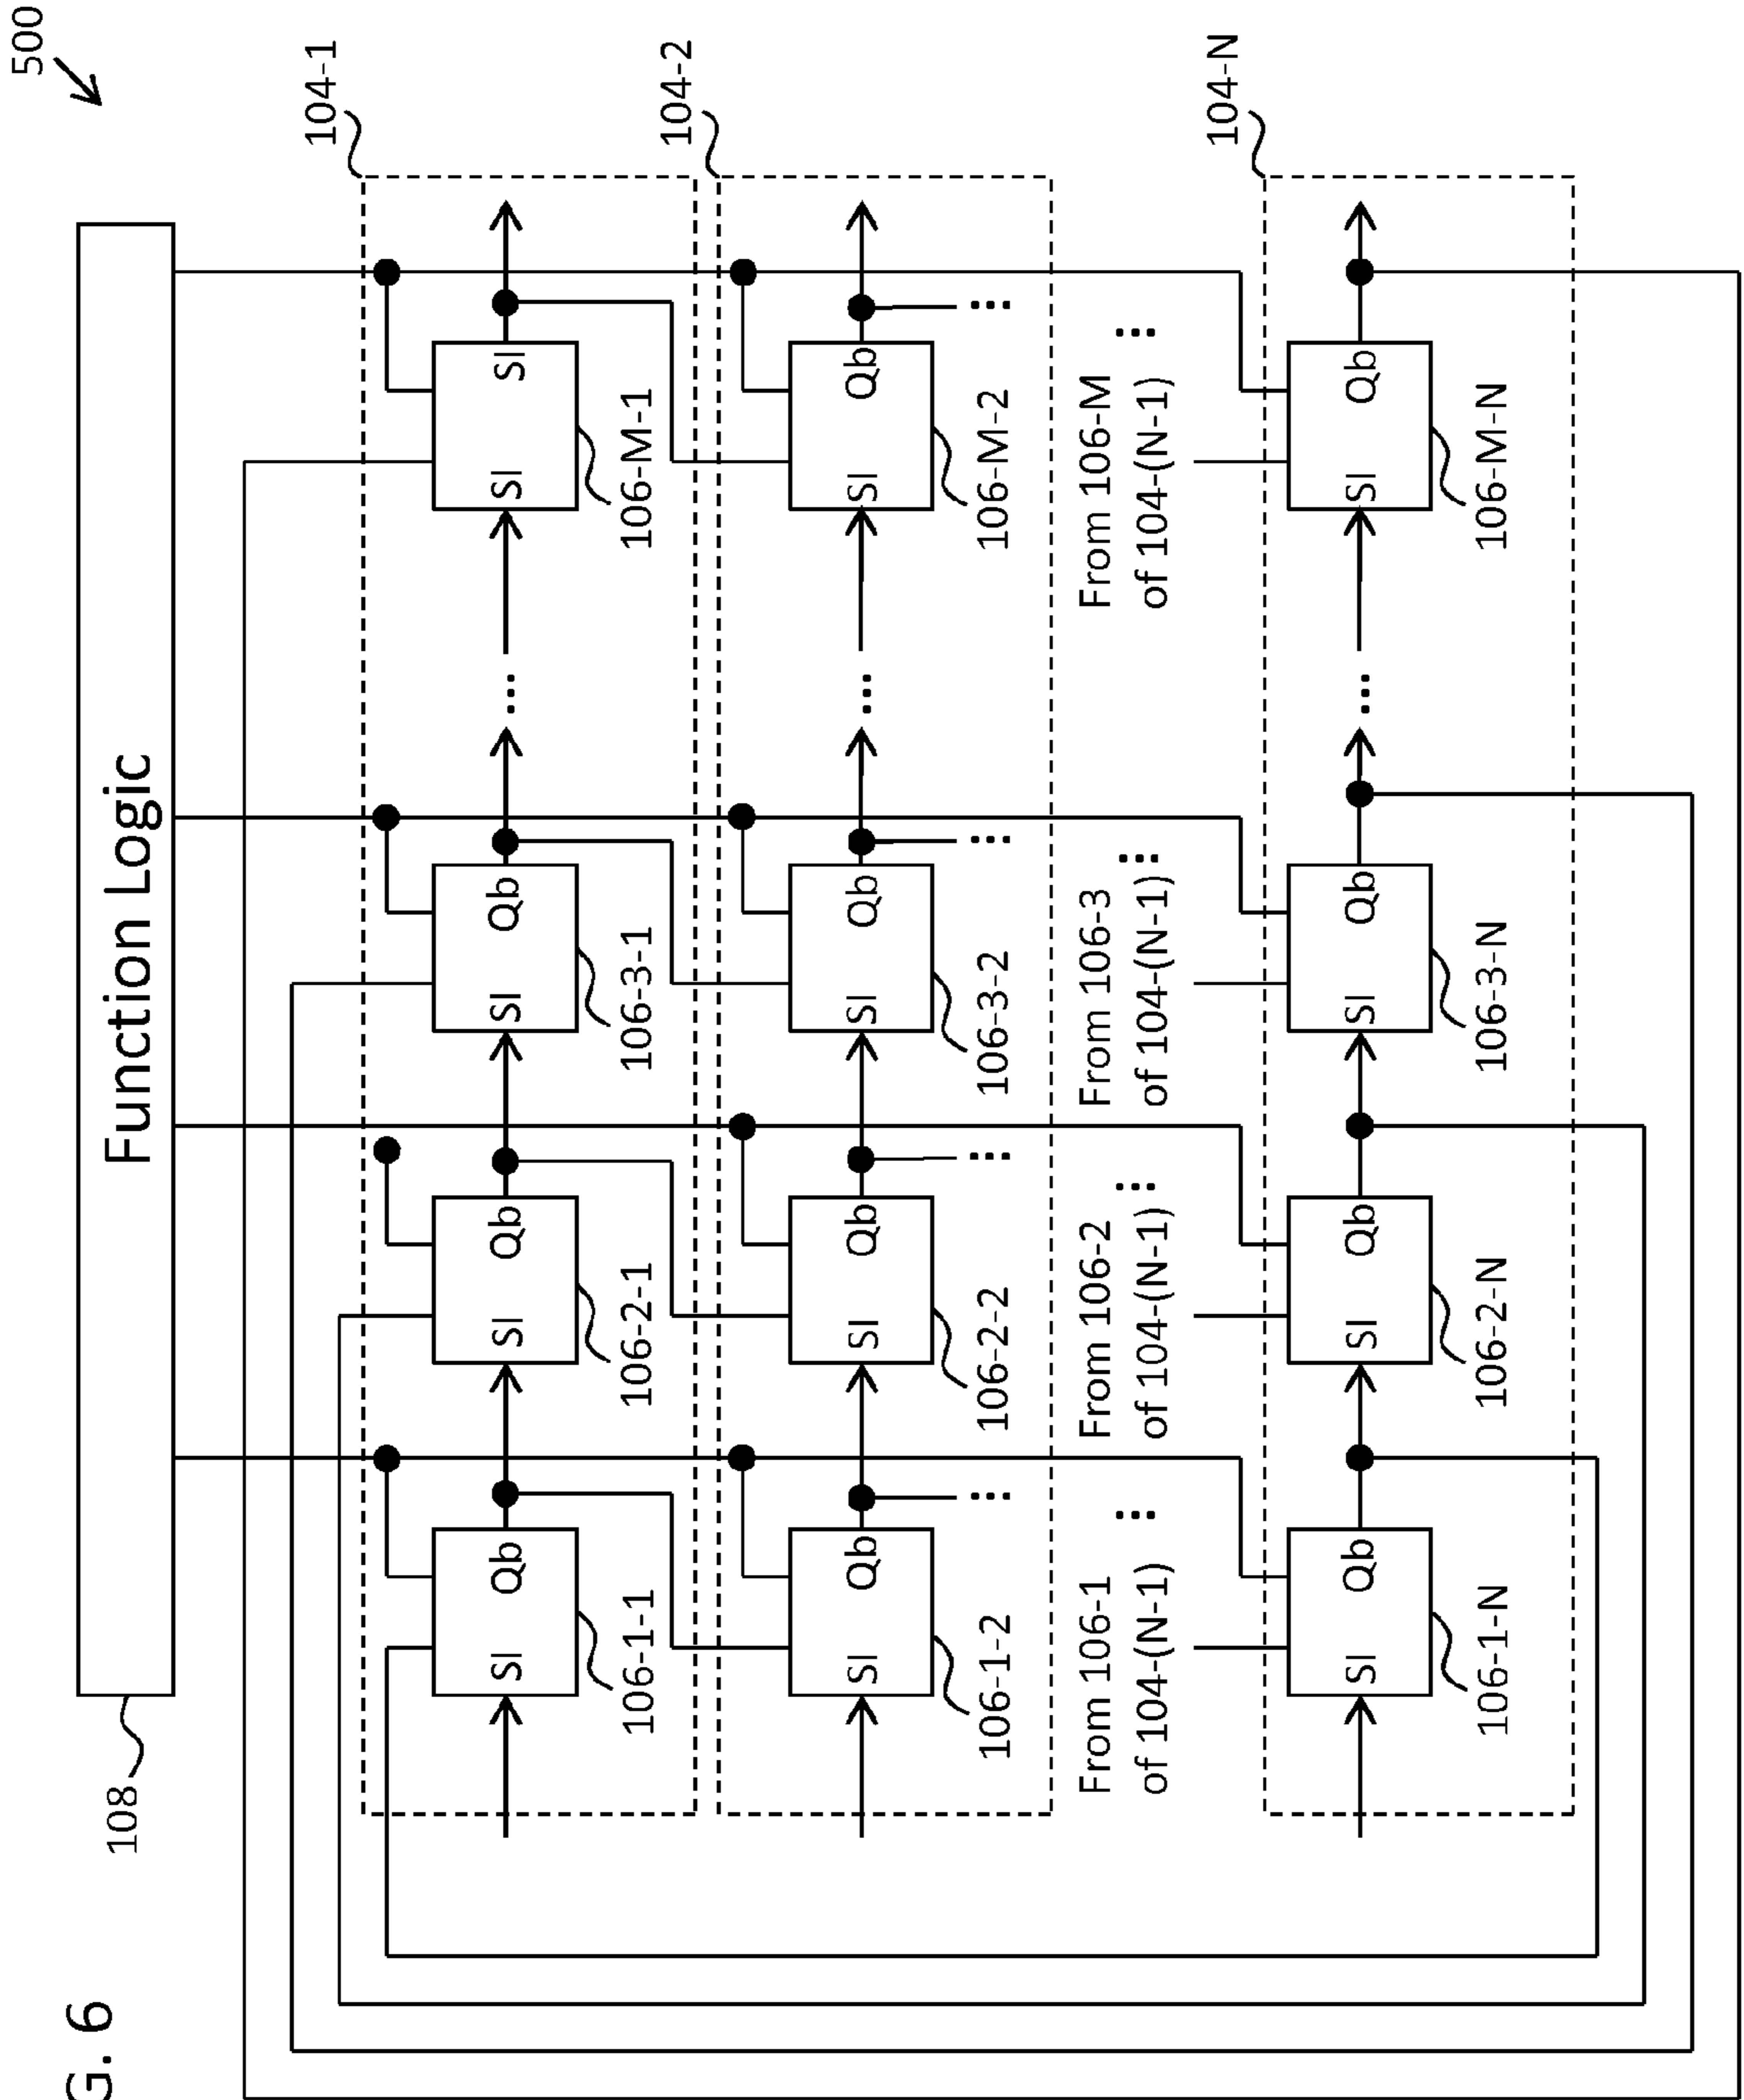 500
Function Logic
108
104-1
SI
Qb
106-1-1
SI
Qb
106-2-1
SI
Qb
106-3-1
...
SI
SI
106-M-1
104-2
SI
Qb
106-1-2
...
SI
Qb
106-2-2
...
SI
Qb
106-3-2
...
...
SI
Qb
106-M-2
...
From 106-1
of 104-(N-1)
...
From 106-2
of 104-(N-1)
...
From 106-3
of 104-(N-1)
...
From 106-M
of 104-(N-1)
...
104-N
SI
Qb
106-1-N
SI
Qb
106-2-N
SI
Qb
106-3-N
...
SI
Qb
106-M-N
G. 6